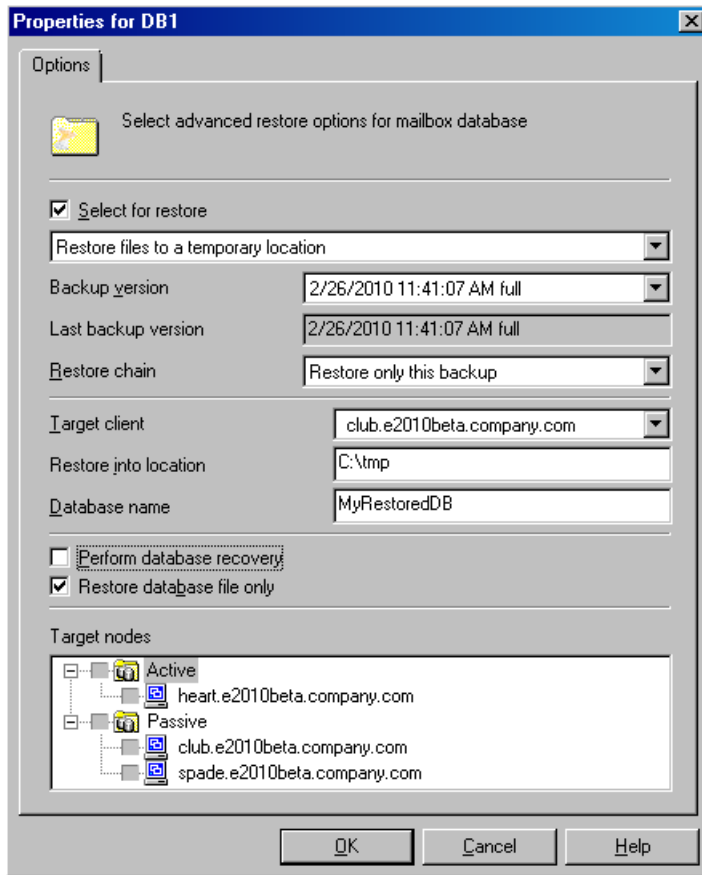 Properties for DB1
Options
Select advanced restore options for mailbox database
Select for restore
Restore files to a temporary location
Backup version 2/26/2010 11:41:07 AM full
Last backup version 2/26/2010 11:41:07 AM full
Restore chain Restore only this backup
Target client club.e2010beta.company.com
Restore into location C:\tmp
Database name MyRestoredDB
Perform database recovery
Restore database file only
Target nodes
Active
heart.e2010beta.company.com
Passive
club.e2010beta.company.com
spade.e2010beta.company.com
OK Cancel Help